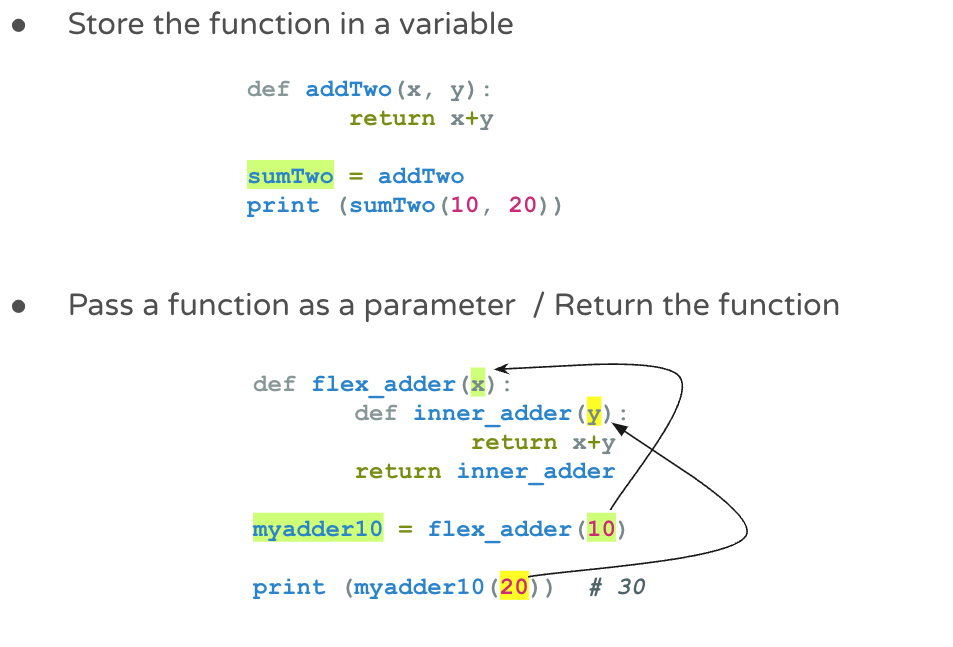 ● Store the function in a variable
def addTwo(x, y):
return x+y
sumTwo = addTwo
print (sumTwo(10, 20))
● Pass a function as a parameter / Return the function
def flex_adder(x):
def inner_adder(y):
return x+y
return inner_adder
myadder10 = flex_adder(10)
print (myadder10(20)) # 30